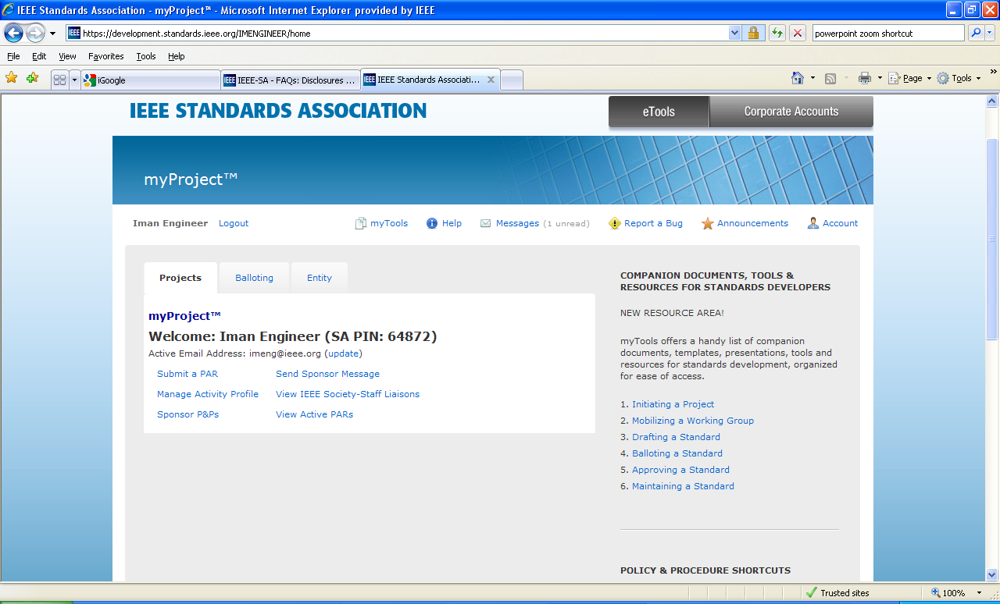 IEEE Standards Association - myProject™ - Microsoft Internet Explorer provided by IEEE
https://development.standards.ieee.org/IMENGINEER/home
powerpoint zoom shortcut
File Edit View Favorites Tools Help
iGoogle
IEEE-SA - FAQs: Disclosures ...
IEEE Standards Associati...
Page Tools
IEEE STANDARDS ASSOCIATION
eTools
Corporate Accounts
myProject™
Iman Engineer Logout
myTools Help Messages (1 unread) Report a Bug Announcements Account
Projects Balloting Entity
myProject™
Welcome: Iman Engineer (SA PIN: 64872)
Active Email Address: imeng@ieee.org (update)
Submit a PAR Send Sponsor Message
Manage Activity Profile View IEEE Society-Staff Liaisons
Sponsor P&Ps View Active PARs
COMPANION DOCUMENTS, TOOLS &
RESOURCES FOR STANDARDS DEVELOPERS
NEW RESOURCE AREA!
myTools offers a handy list of companion
documents, templates, presentations, tools and
resources for standards development, organized
for ease of access.
1. Initiating a Project
2. Mobilizing a Working Group
3. Drafting a Standard
4. Balloting a Standard
5. Approving a Standard
6. Maintaining a Standard
POLICY & PROCEDURE SHORTCUTS
Trusted sites
100%